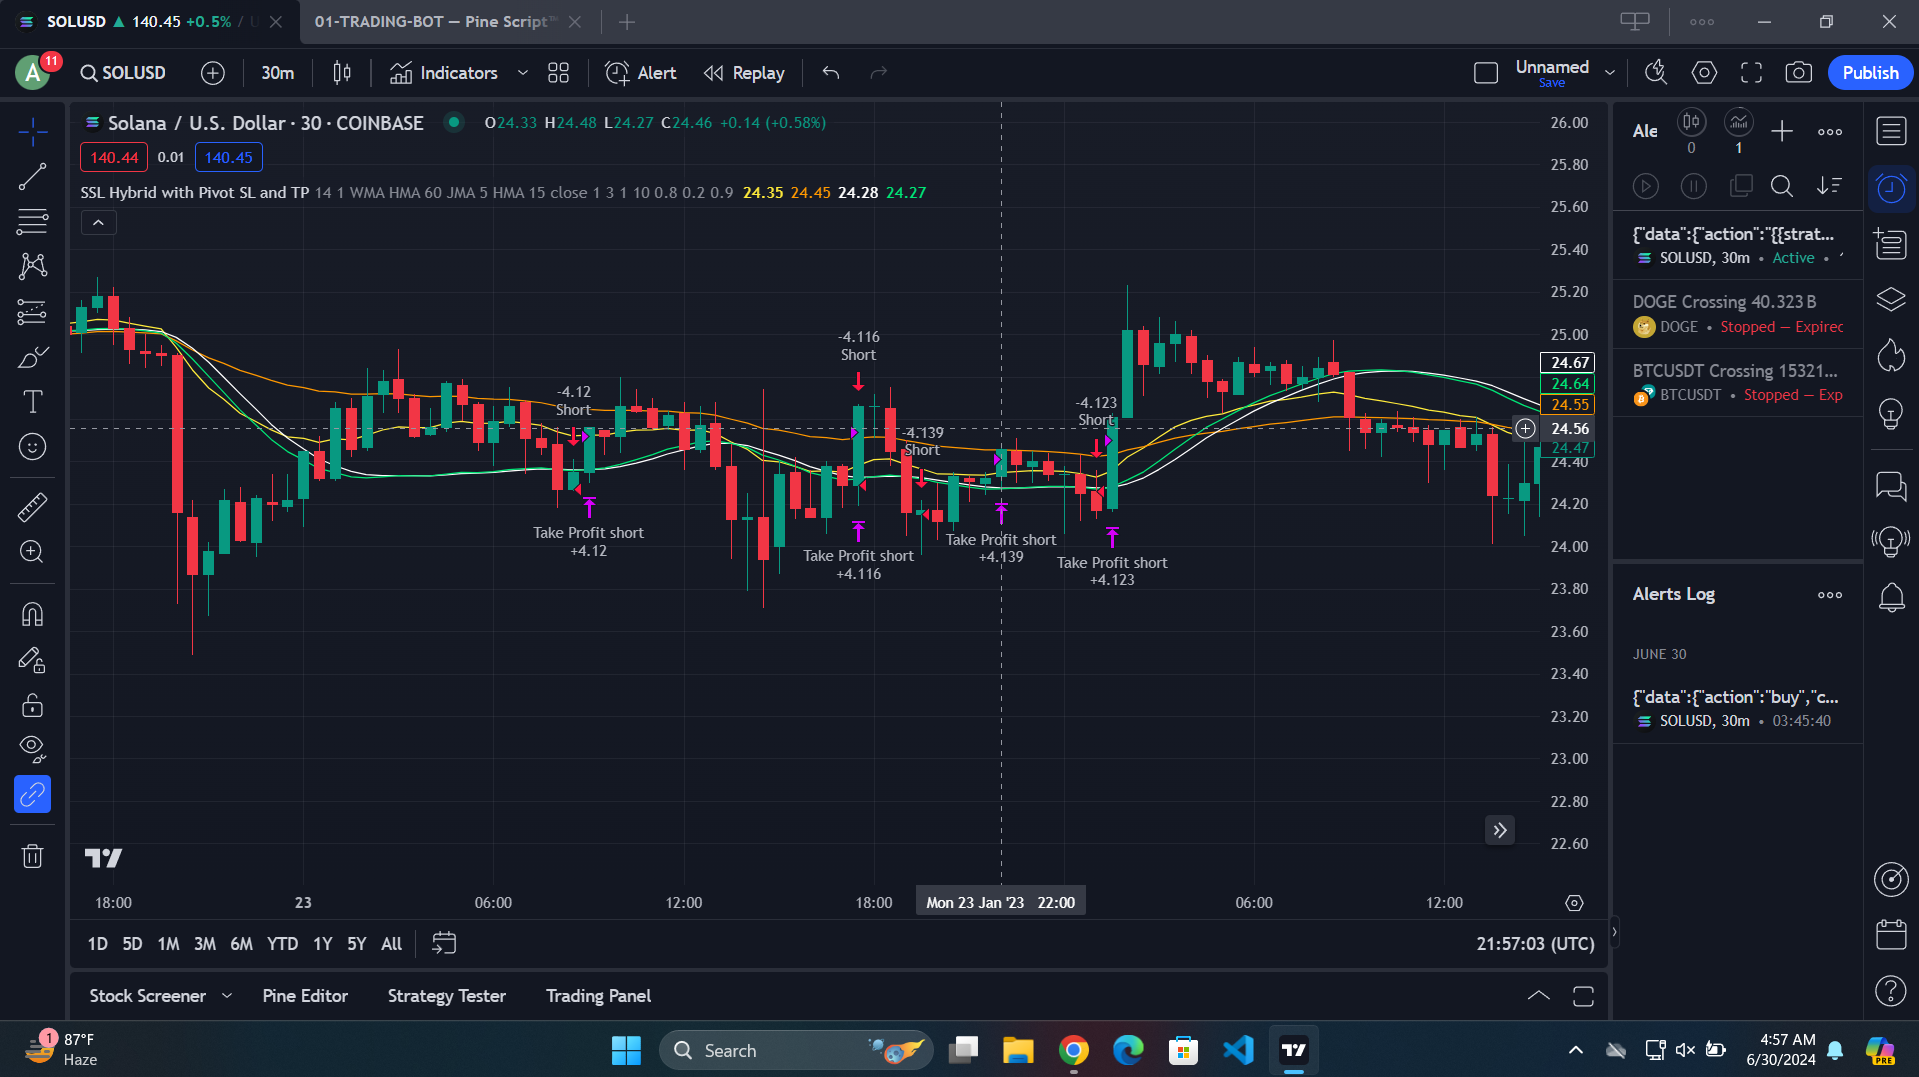 SOLUSD ▲ 140.45 +0.5% / U
01-TRADING-BOT — Pine Script™
A
11
SOLUSD
30m
Indicators
Alert
Replay
Unnamed
Save
Publish
Solana / U.S. Dollar · 30 · COINBASE
O24.33 H24.48 L24.27 C24.46 +0.14 (+0.58%)
140.44
0.01
140.45
SSL Hybrid with Pivot SL and TP 14 1 WMA HMA 60 JMA 5 HMA 15 close 1 3 1 10 0.8 0.2 0.9 24.35 24.45 24.28 24.27
-4.12
Short
Take Profit short
+4.12
-4.116
Short
Take Profit short
+4.116
-4.139
Short
Take Profit short
+4.139
-4.123
Short
Take Profit short
+4.123
26.00
25.80
25.60
25.40
25.20
25.00
24.67
24.64
24.55
24.56
24.47
24.40
24.20
24.00
23.80
23.60
23.40
23.20
23.00
22.80
22.60
18:00
23
06:00
12:00
18:00
Mon 23 Jan '23 22:00
06:00
12:00
1D
5D
1M
3M
6M
YTD
1Y
5Y
All
21:57:03 (UTC)
Stock Screener
Pine Editor
Strategy Tester
Trading Panel
Ale
0
1
{"data":{"action":"{{strat...
SOLUSD, 30m • Active •
DOGE Crossing 40.323 B
DOGE • Stopped — Expired
BTCUSDT Crossing 15321...
BTCUSDT • Stopped — Exp
Alerts Log
JUNE 30
{"data":{"action":"buy","c...
SOLUSD, 30m • 03:45:40
1
87°F
Haze
Search
4:57 AM
6/30/2024
PRE